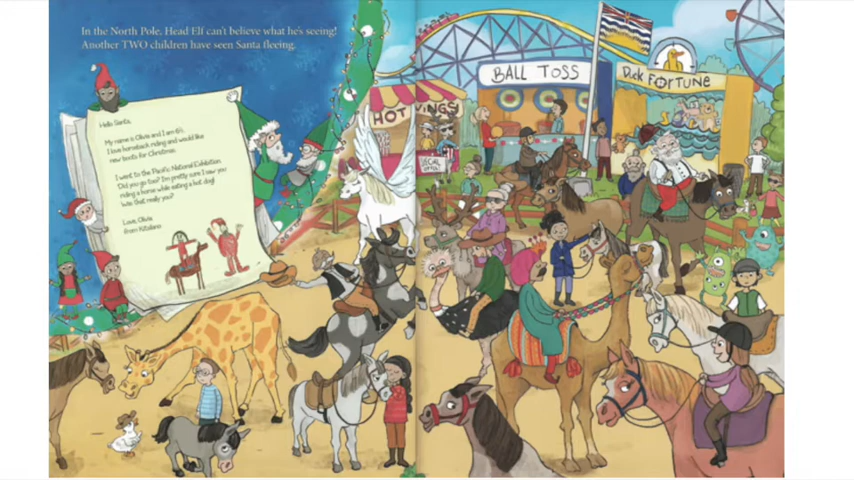 In the North Pole, Head Elf can't believe what he's seeing!
Another TWO children have seen Santa fleeing.
Hello Santa,
My name is Olivia and I am 6½.
I love horseback riding and would like
new boots for Christmas.
I went to the Pacific National Exhibition.
Did you go too? I'm pretty sure I saw you
riding a horse while eating a hot dog!
Was that really you?
Love, Olivia
from Kitsilano
HOT WINGS!
BALL TOSS
Duck FORTUNE